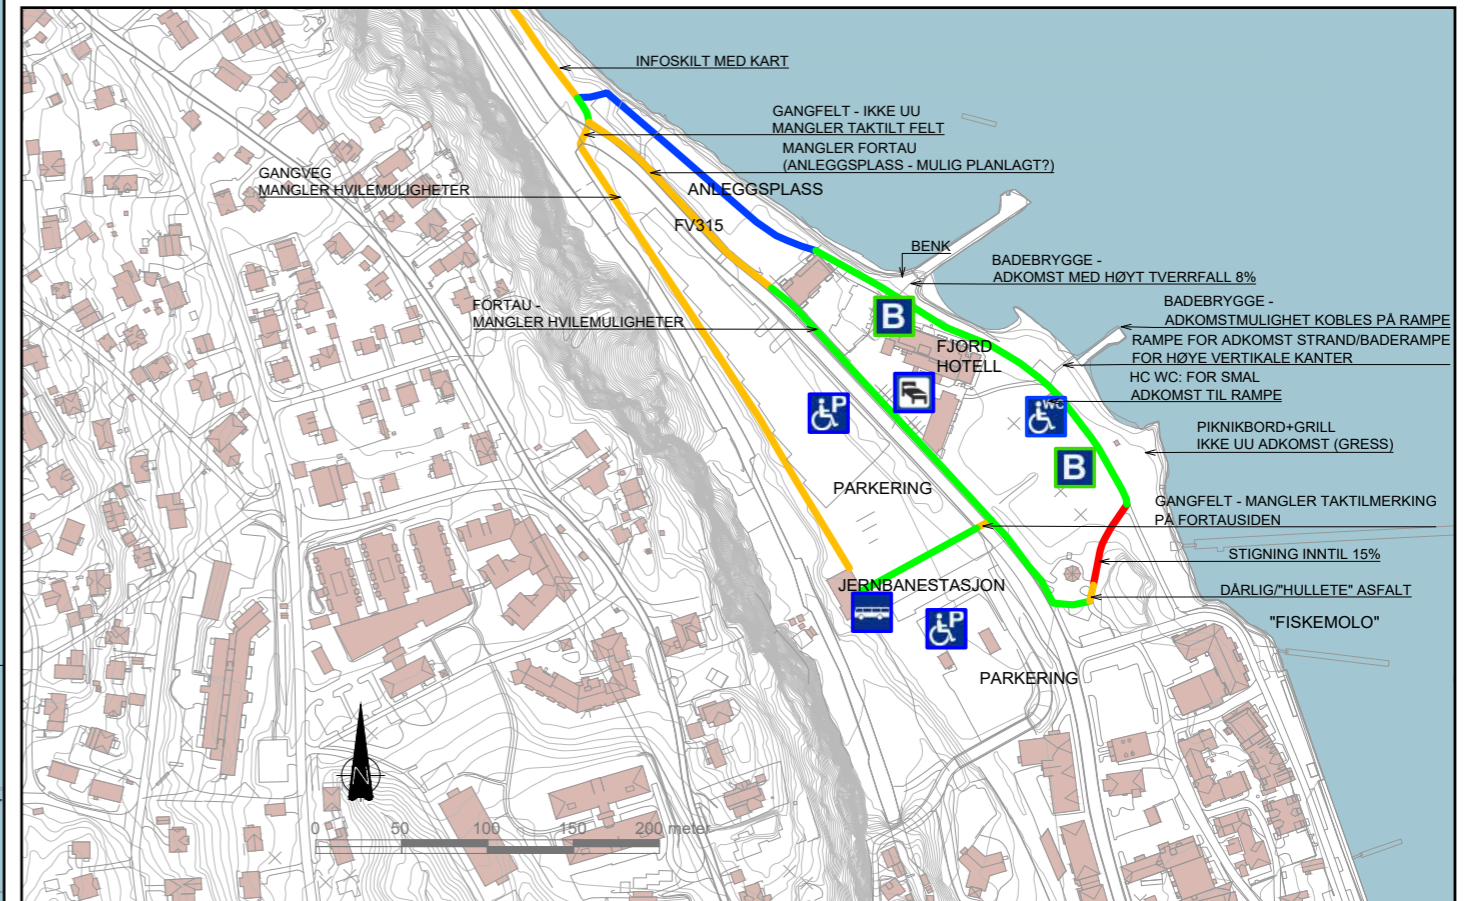 INFOSKILT MED KART
GANGFELT - IKKE UU
MANGLER TAKTILT FELT
MANGLER FORTAU
(ANLEGGSPLASS - MULIG PLANLAGT?)
GANGVEG
MANGLER HVILEMULIGHETER
ANLEGGSPLASS
FV315
BENK
BADEBRYGGE -
ADKOMST MED HØYT TVERRFALL 8%
FORTAU -
MANGLER HVILEMULIGHETER
BADEBRYGGE -
ADKOMSTMULIGHET KOBLES PÅ RAMPE
B
RAMPE FOR ADKOMST STRAND/BADERAMPE
FOR HØYE VERTIKALE KANTER
FJORD
HOTELL
HC WC: FOR SMAL
ADKOMST TIL RAMPE
P
WC
PIKNIKBORD+GRILL
IKKE UU ADKOMST (GRESS)
B
PARKERING
GANGFELT - MANGLER TAKTILMERKING
PÅ FORTAUSIDEN
STIGNING INNTIL 15%
JERNBANESTASJON
DÅRLIG/"HULLETE" ASFALT
"FISKEMOLO"
P
PARKERING
N
0 50 100 150 200 meter